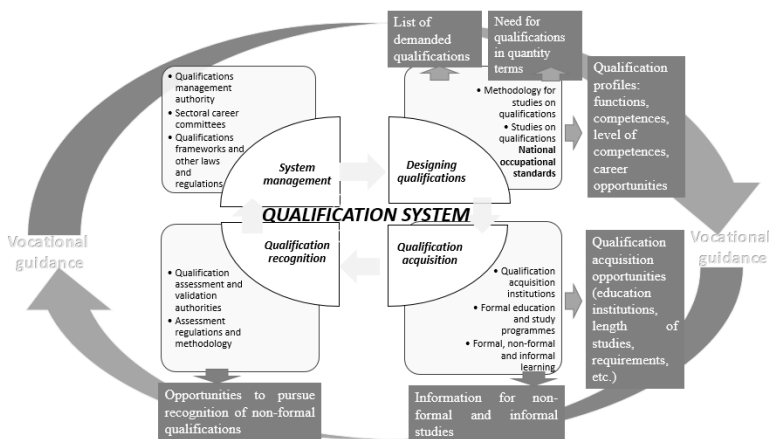 List of
demanded
qualifications
Need for
qualifications
in quantity
terms
• Qualifications
management
authority
• Sectoral career
committees
• Qualifications
frameworks and
other laws
and
regulations
• Methodology for
studies on
qualifications
• Studies on
qualifications
National
occupational
standards
Qualification
profiles:
functions,
competences,
level of
competences,
career
opportunities
System
management
Designing
qualifications
QUALIFICATION SYSTEM
Vocational
guidance
Vocational
guidance
Qualification
recognition
Qualification
acquisition
• Qualification
assessment and
validation
authorities
• Assessment
regulations and
methodology
• Qualification
acquisition
institutions
• Formal education
and study
programmes
• Formal, non-formal
and informal
learning
Qualification
acquisition
opportunities
(education
institutions,
length of
studies,
requirements,
etc.)
Opportunities to pursue
recognition of non-formal
qualifications
Information for non-
formal and informal
studies